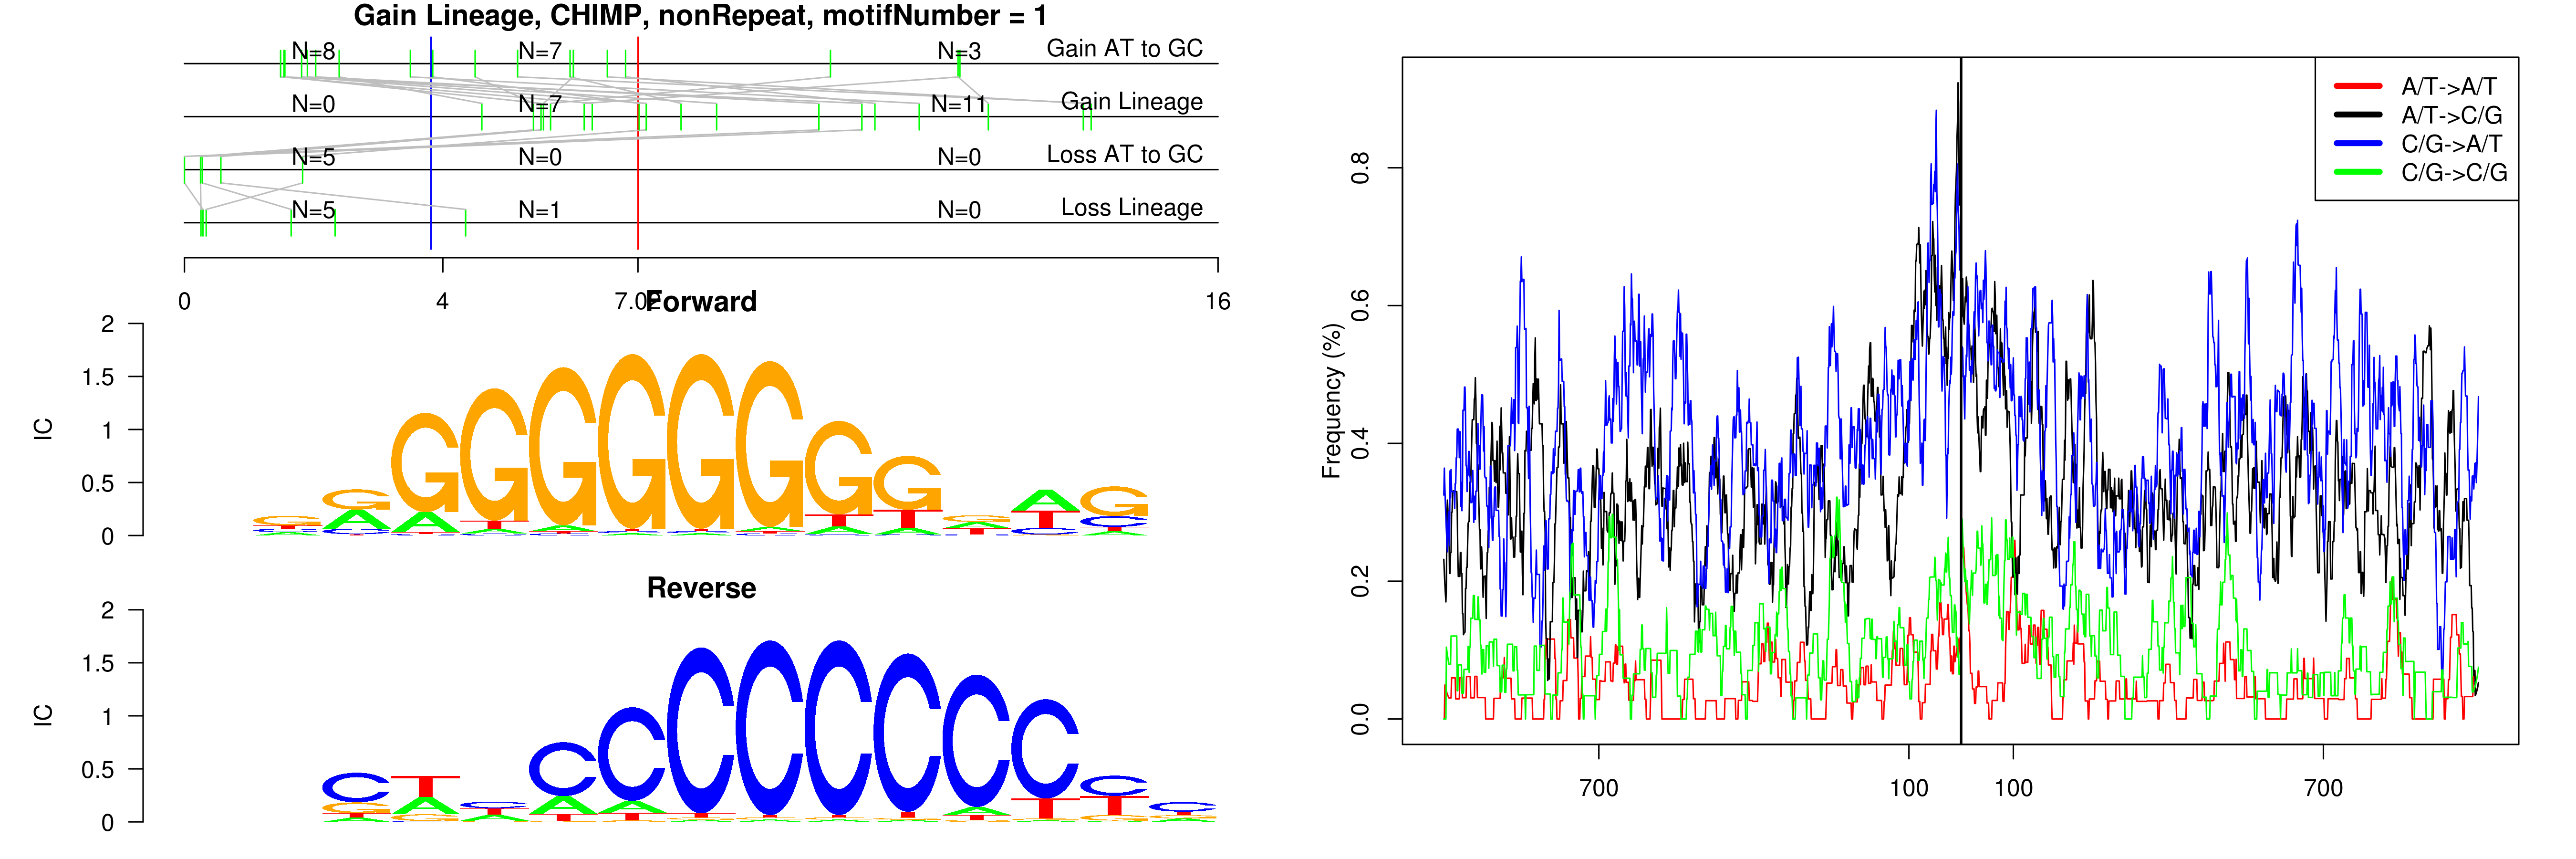 Gain Lineage, CHIMP, nonRepeat, motifNumber = 1
N=8 N=7 N=3 Gain AT to GC
N=0 N=7 N=11 Gain Lineage
N=5 N=0 N=0 Loss AT to GC
N=5 N=1 N=0 Loss Lineage
0 4 7.02 16
Forward
IC
2
1.5
1
0.5
0
G G G G G G G G G G G A G
Reverse
IC
2
1.5
1
0.5
0
C T C C C C C C C C C C C
Frequency (%)
0.8
0.6
0.4
0.2
0.0
700 100 100 700
A/T->A/T
A/T->C/G
C/G->A/T
C/G->C/G